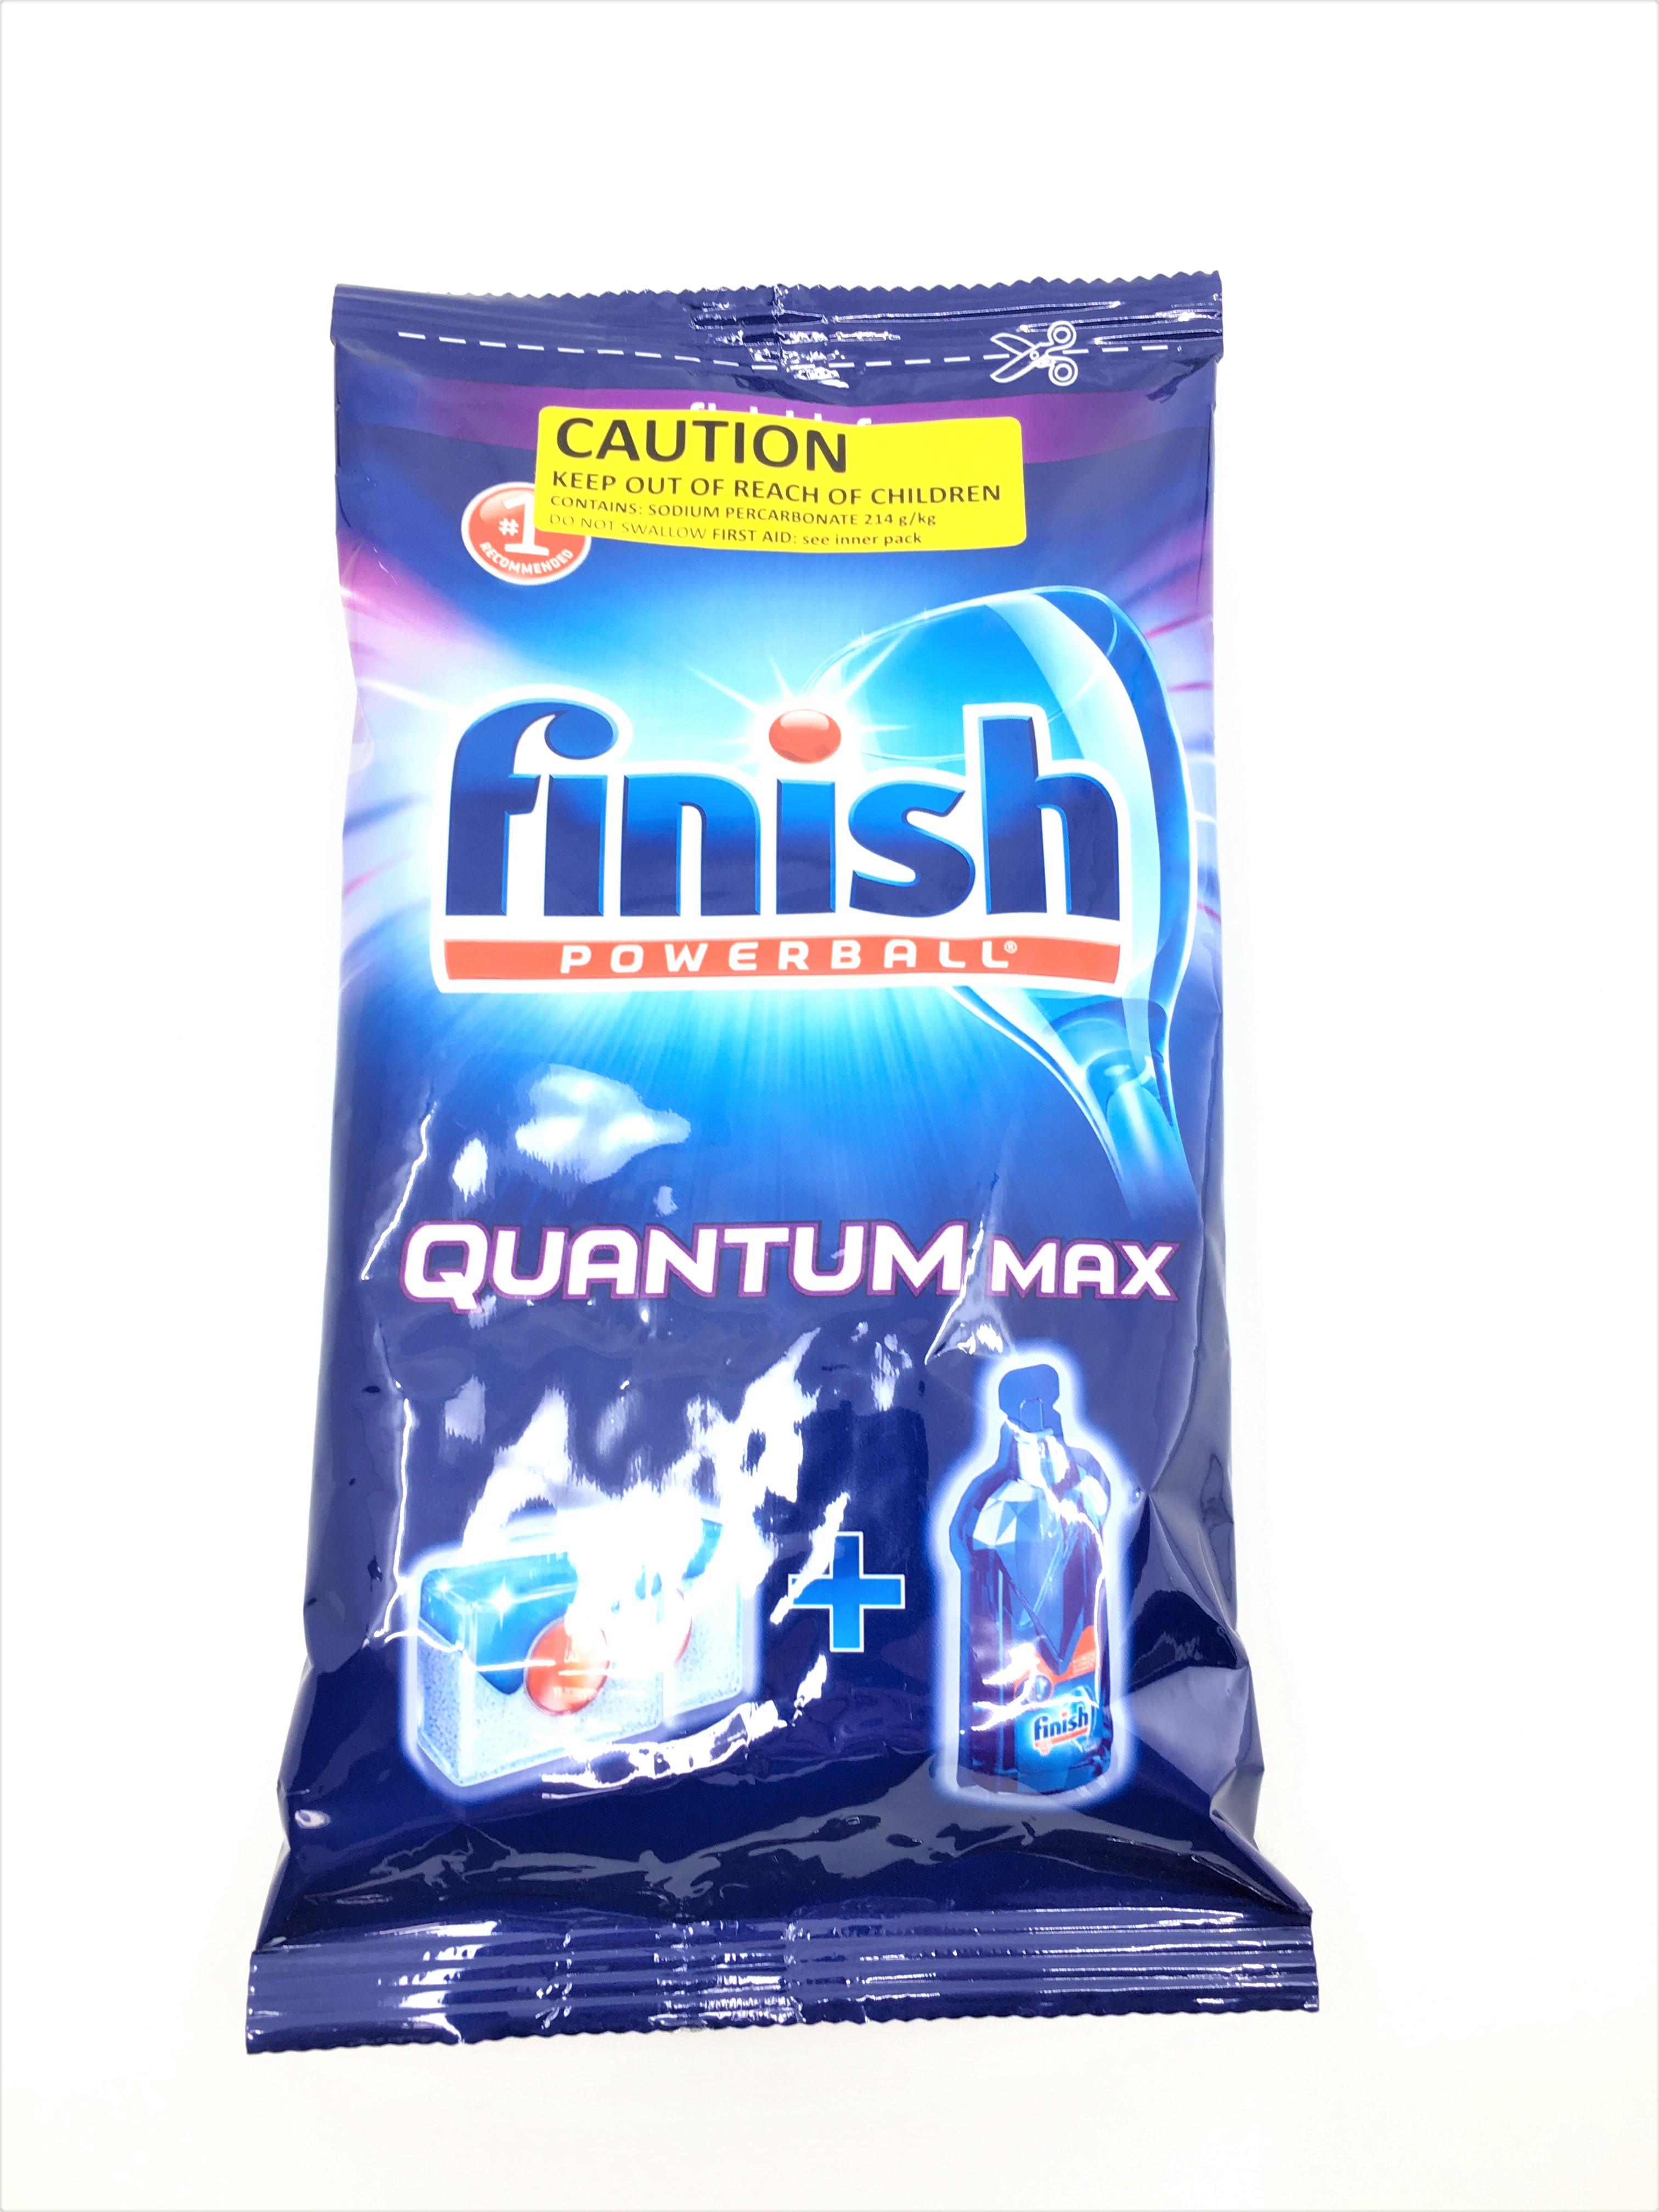 CAUTION
KEEP OUT OF REACH OF CHILDREN
CONTAINS: SODIUM PERCARBONATE 214 g/kg
DO NOT SWALLOW FIRST AID: see inner pack
#1
RECOMMENDED
finish
POWERBALL®
QUANTUM MAX
+
finish